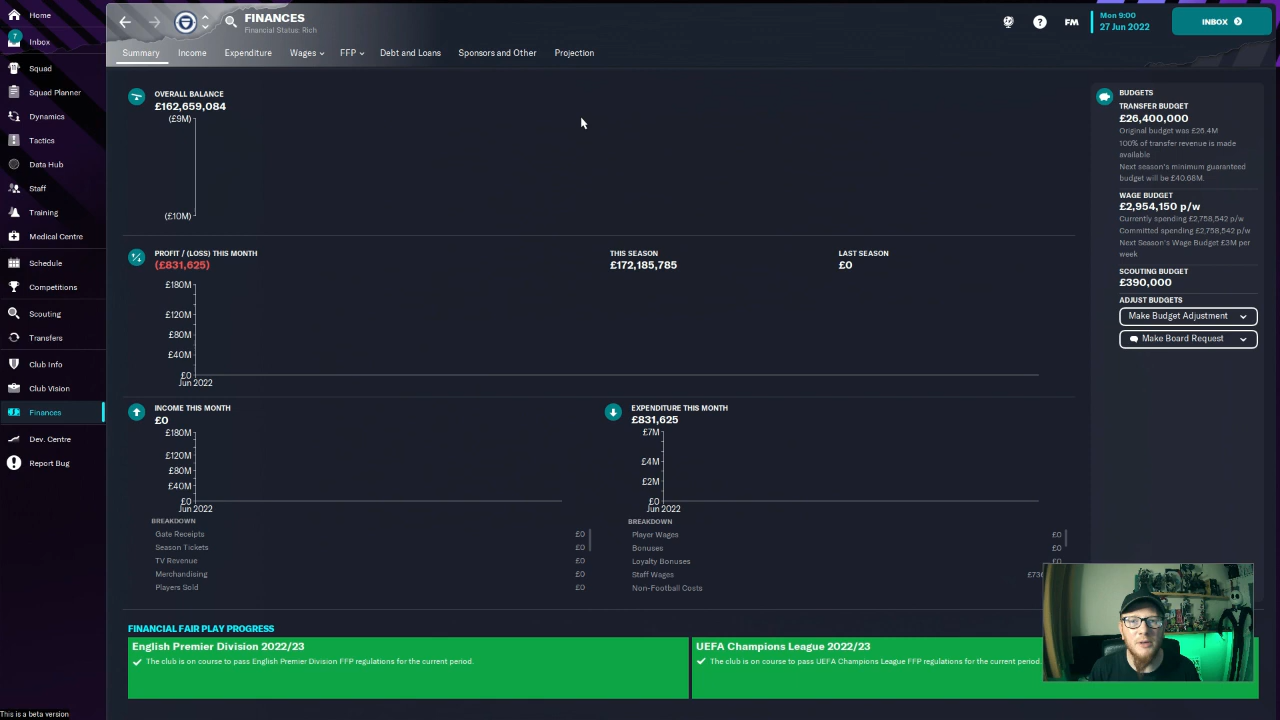 Home
7
Inbox
Squad
Squad Planner
Dynamics
Tactics
Data Hub
Staff
Training
Medical Centre
Schedule
Competitions
Scouting
Transfers
Club Info
Club Vision
Finances
Dev. Centre
Report Bug
This is a beta version
FINANCES
Financial Status: Rich
?
FM
Mon 9:00
27 Jun 2022
INBOX
Summary
Income
Expenditure
Wages
FFP
Debt and Loans
Sponsors and Other
Projection
OVERALL BALANCE
£162,659,084
(£9M)
(£10M)
PROFIT / (LOSS) THIS MONTH
(£831,625)
THIS SEASON
£172,185,785
LAST SEASON
£0
£180M
£120M
£80M
£40M
£0
Jun 2022
INCOME THIS MONTH
£0
£180M
£120M
£80M
£40M
£0
Jun 2022
BREAKDOWN
Gate Receipts £0
Season Tickets £0
TV Revenue £0
Merchandising £0
Players Sold £0
EXPENDITURE THIS MONTH
£831,625
£7M
£4M
£2M
£0
Jun 2022
BREAKDOWN
Player Wages £0
Bonuses £0
Loyalty Bonuses £0
Staff Wages
Non-Football Costs
BUDGETS
TRANSFER BUDGET
£26,400,000
Original budget was £26.4M
100% of transfer revenue is made
available
Next season's minimum guaranteed
budget will be £40.68M.
WAGE BUDGET
£2,954,150 p/w
Currently spending £2,758,542 p/w
Committed spending £2,758,542 p/w
Next Season's Wage Budget £3M per
week
SCOUTING BUDGET
£390,000
ADJUST BUDGETS
Make Budget Adjustment
Make Board Request
FINANCIAL FAIR PLAY PROGRESS
English Premier Division 2022/23
The club is on course to pass English Premier Division FFP regulations for the current period.
UEFA Champions League 2022/23
The club is on course to pass UEFA Champions League FFP regulations for the current period.